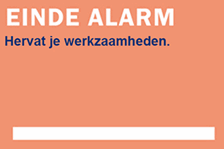 EINDE ALARM
Hervat je werkzaamheden.